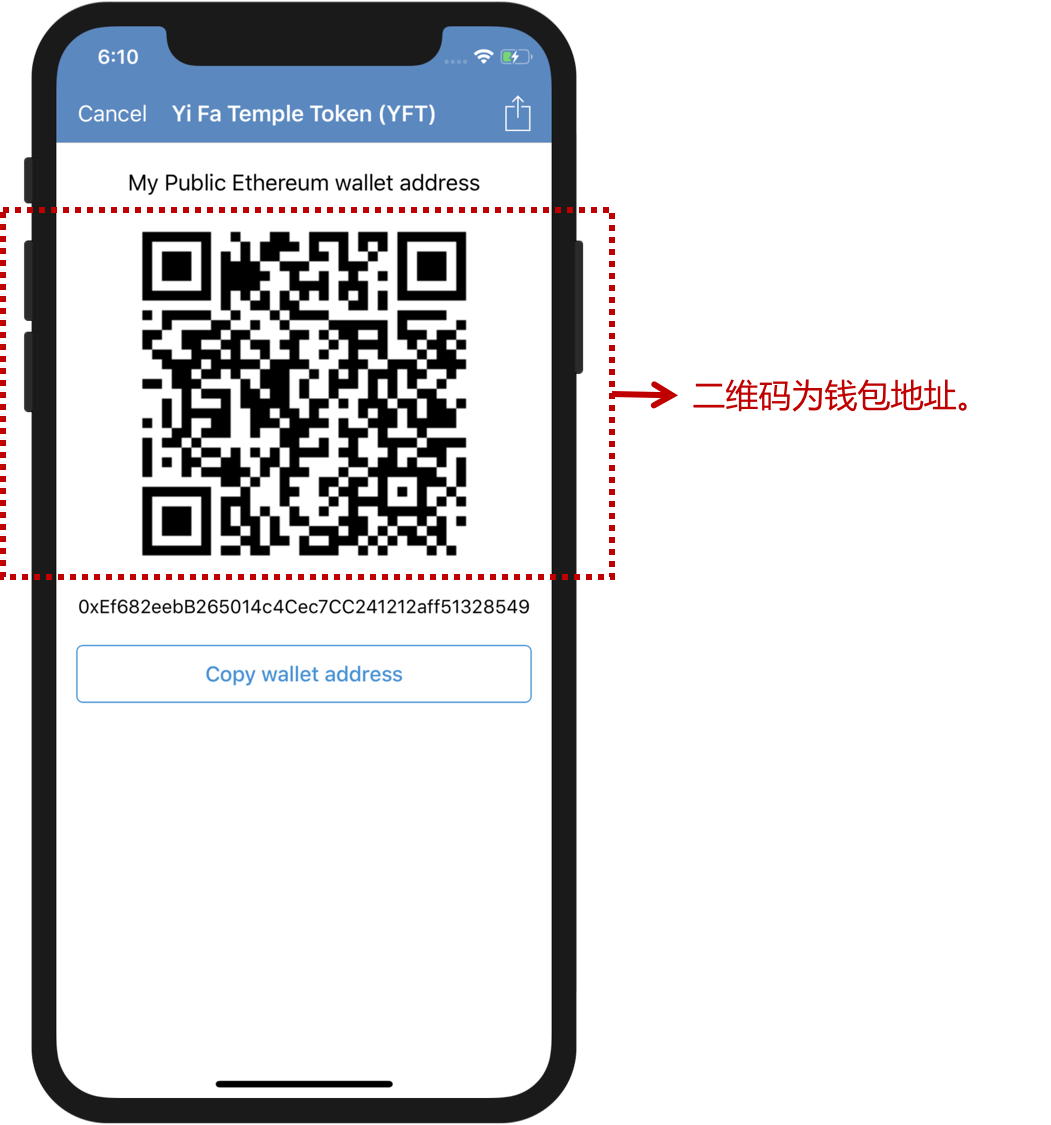 6:10
Cancel Yi Fa Temple Token (YFT)
My Public Ethereum wallet address
二维码为钱包地址。
0xEf682eebB265014c4Cec7CC241212aff51328549
Copy wallet address